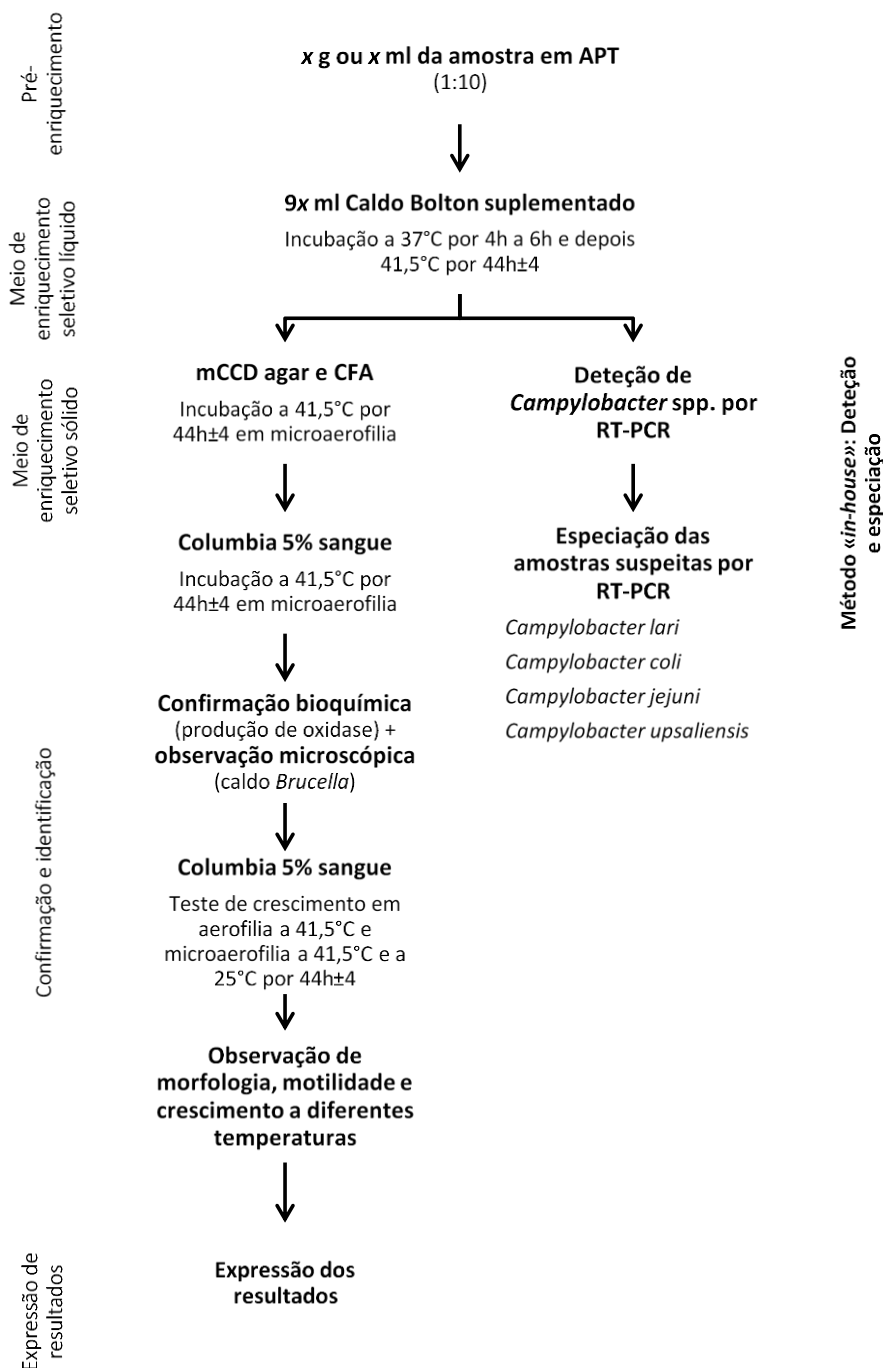 Pré-
enriquecimento
x g ou x ml da amostra em APT
(1:10)
Meio de
enriquecimento
seletivo líquido
9x ml Caldo Bolton suplementado
Incubação a 37°C por 4h a 6h e depois
41,5°C por 44h±4
Meio de
enriquecimento
seletivo sólido
mCCD agar e CFA
Incubação a 41,5°C por
44h±4 em microaerofilia
Columbia 5% sangue
Incubação a 41,5°C por
44h±4 em microaerofilia
Confirmação e identificação
Confirmação bioquímica
(produção de oxidase) +
observação microscópica
(caldo Brucella)
Columbia 5% sangue
Teste de crescimento em
aerofilia a 41,5°C e
microaerofilia a 41,5°C e a
25°C por 44h±4
Observação de
morfologia, motilidade e
crescimento a diferentes
temperaturas
Expressão de
resultados
Expressão dos
resultados
Deteção de
Campylobacter spp. por
RT-PCR
Especiação das
amostras suspeitas por
RT-PCR
Campylobacter lari
Campylobacter coli
Campylobacter jejuni
Campylobacter upsaliensis
Método «in-house»: Deteção
e especiação